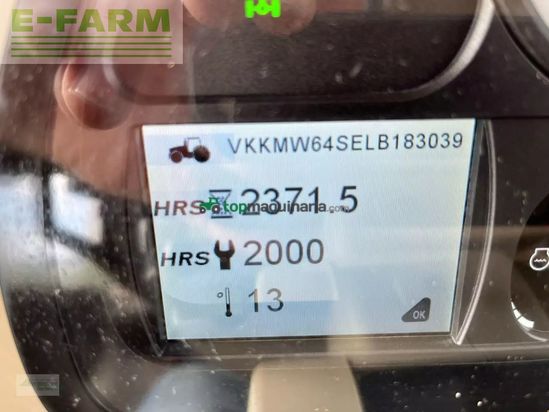 E-FARM
VKKMW64SELB183039
HRS 2371.5
topmaquinaria.com
HRS 2000
° 13
OK